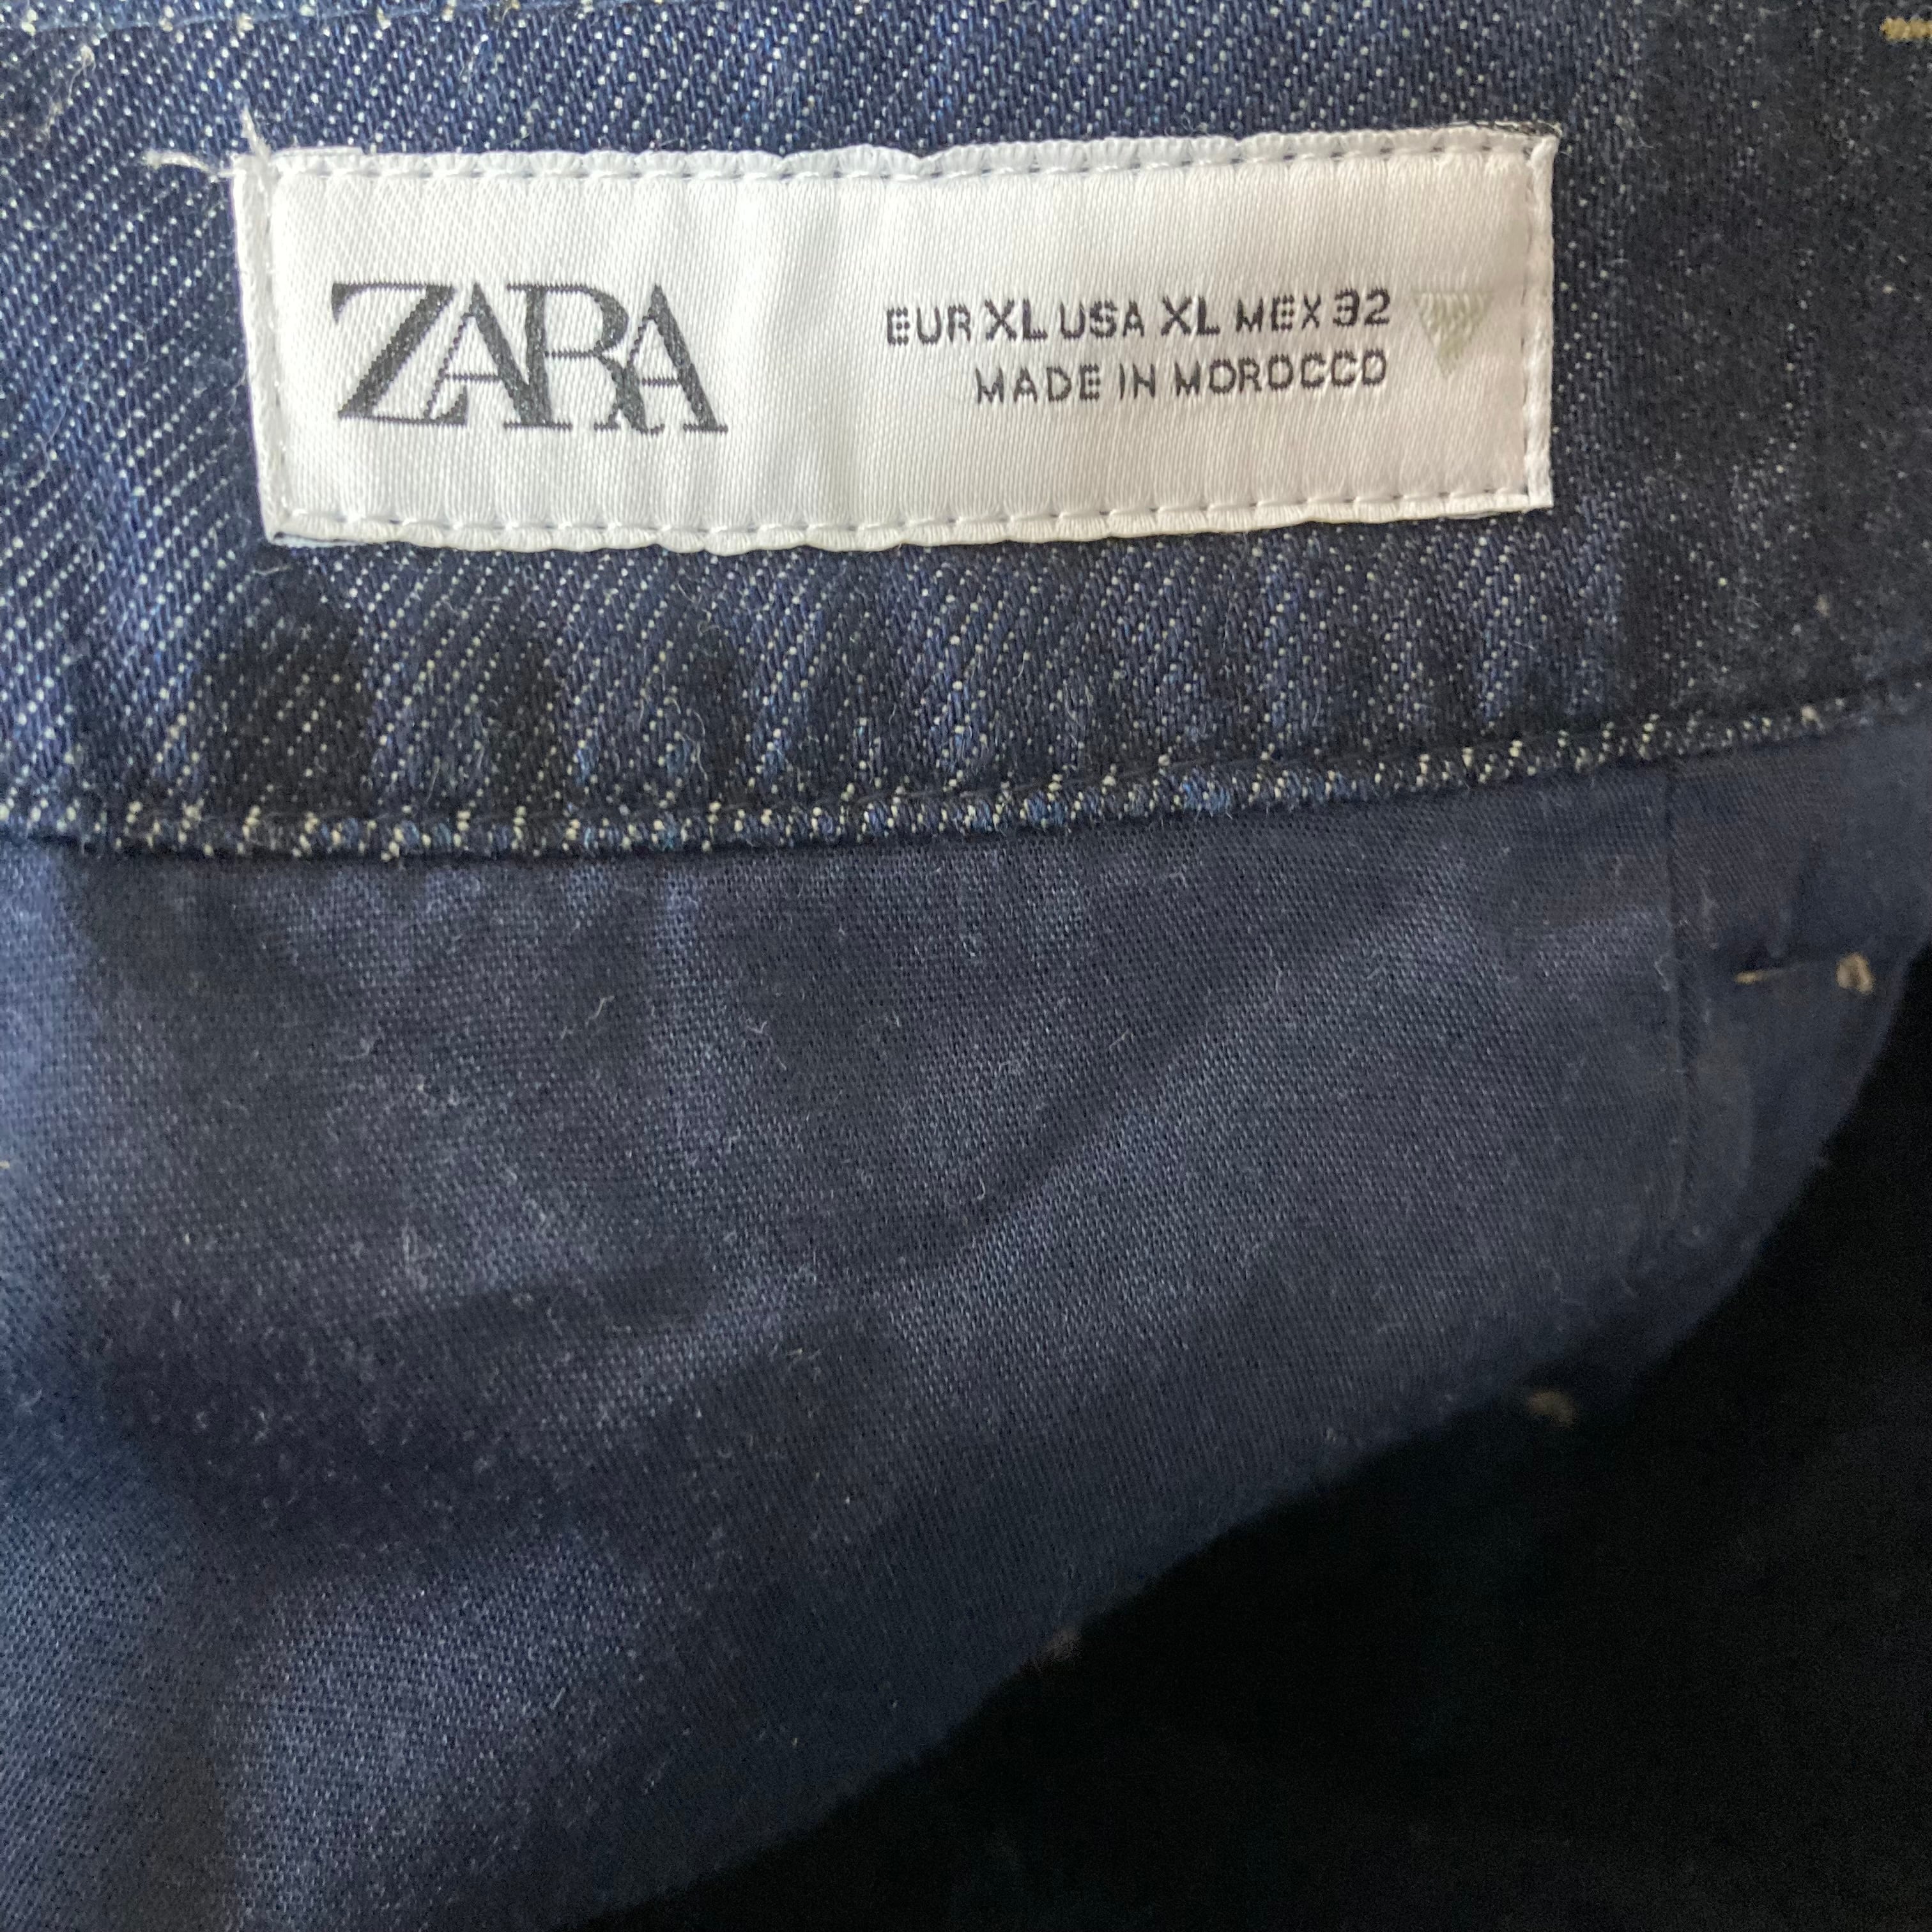 ZARA
EUR XL USA XL MEX 32
MADE IN MOROCCO